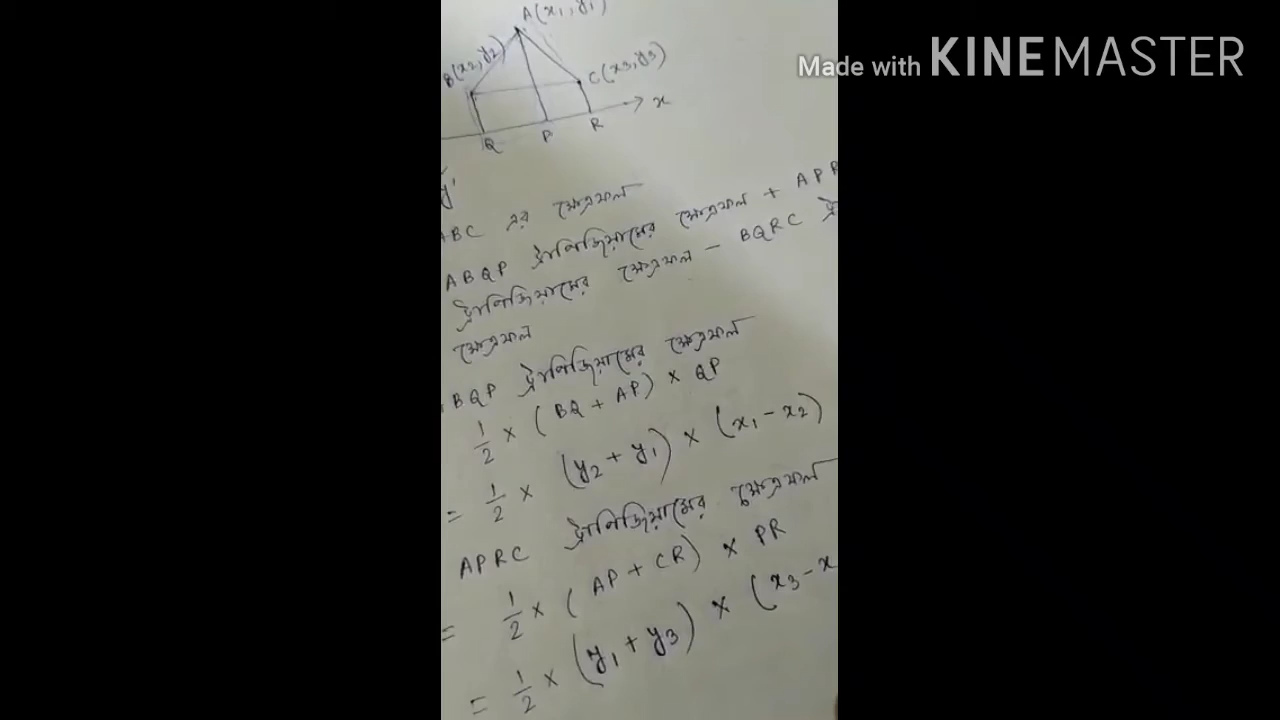 Made with KINEMASTER
A(x₁, y₁)
B(x₂, y₂)
C(x₃, y₃)
x
Q P R
y'
ABC এর ক্ষেত্রফল
ABQP ট্রাপিজিয়ামের ক্ষেত্রফল + APR
ট্রাপিজিয়ামের ক্ষেত্রফল - BQRC
ক্ষেত্রফল
BQP ট্রাপিজিয়ামের ক্ষেত্রফল
1/2 × (BQ + AP) × QP
= 1/2 × (y₂ + y₁) × (x₁ - x₂)
APRC ট্রাপিজিয়ামের ক্ষেত্রফল
= 1/2 × (AP + CR) × PR
= 1/2 × (y₁ + y₃) × (x₃ - x